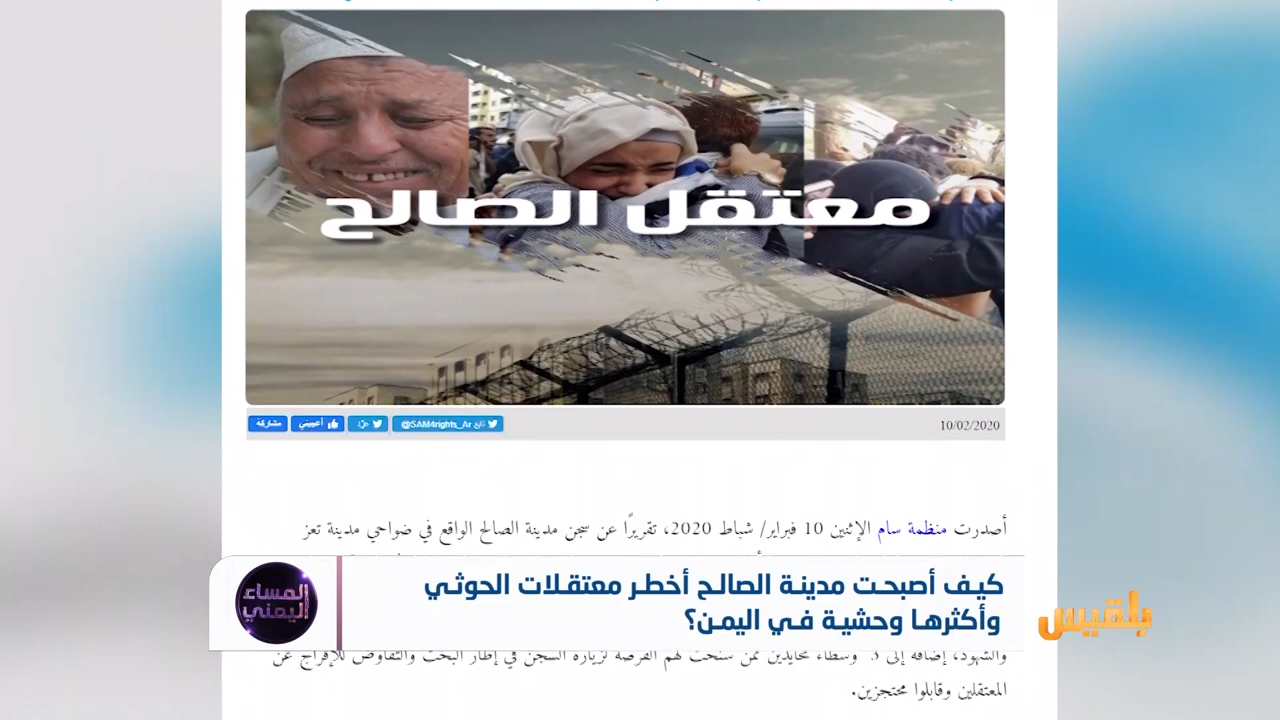 معتقل الصالح
مشاركة
أعجبني
غرّد
تابع @SAM4rights_Ar
10/02/2020
أصدرت منظمة سام الإثنين 10 فبراير/ شباط 2020، تقريرًا عن سجن مدينة الصالح الواقع في ضواحي مدينة تعز
كيف أصبحت مدينة الصالح أخطر معتقلات الحوثي
وأكثرها وحشية في اليمن؟
المساء
اليمني
بلقيس
والشهود، إضافة إلى 3 وسطاء محايدين ممن سنحت لهم الفرصة لزيارة السجن في إطار البحث والتفاوض للإفراج عن
المعتقلين وقابلوا محتجزين.